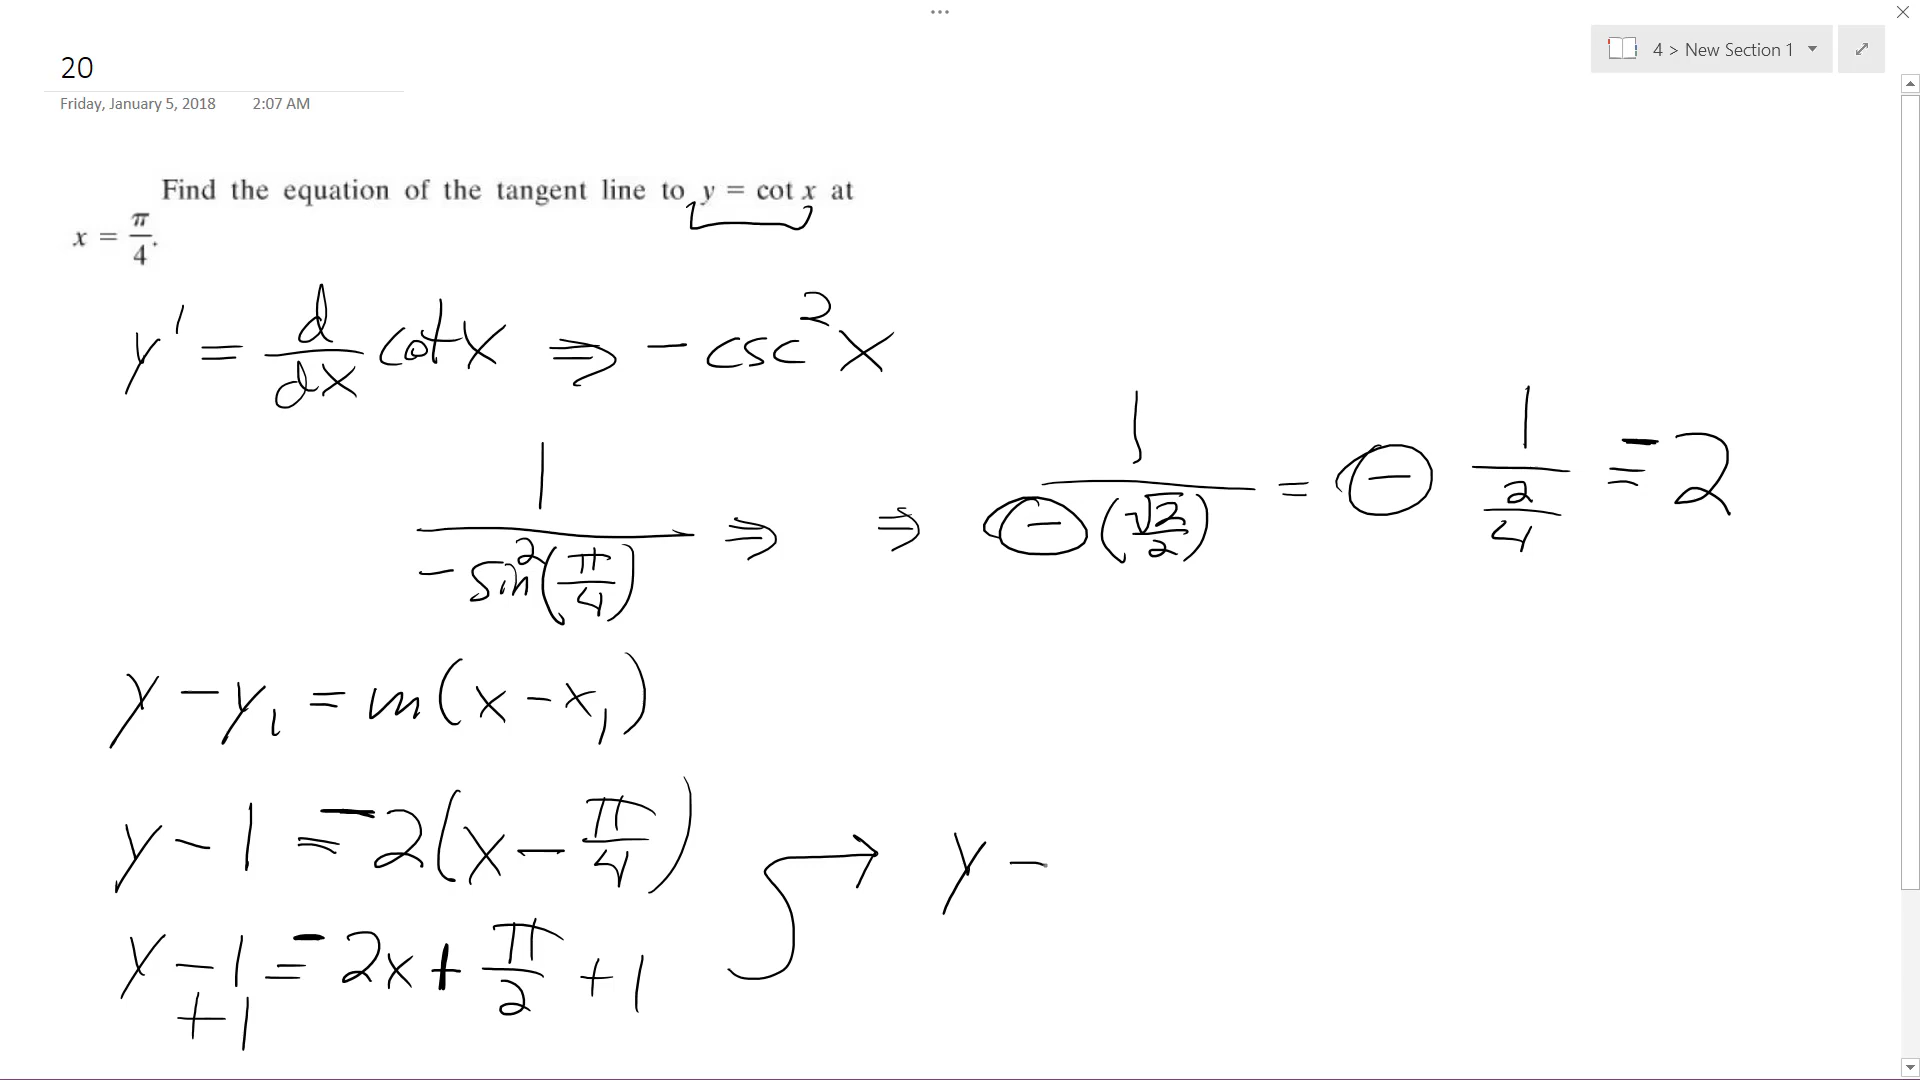 ...
4 > New Section 1
20
Friday, January 5, 2018 2:07 AM
Find the equation of the tangent line to y = cot x at
x = π/4.
y' = d/dx cot x ⇒ - csc²x
1/(- sin²(π/4)) ⇒ ⇒ 1/(-(√2/2)) = - 1/(2/4) = -2
y - y₁ = m(x - x₁)
y - 1 = -2(x - π/4)
y - 1 = -2x + π/2 + 1
+1
y -